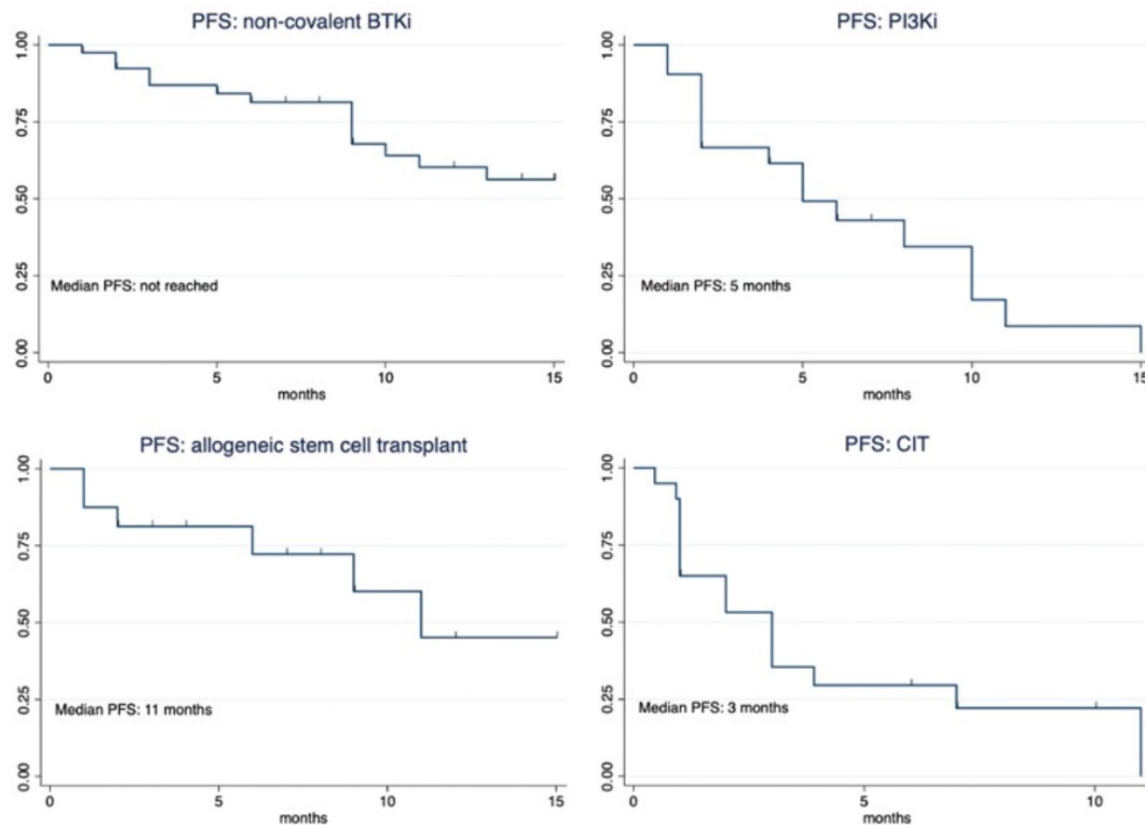 PFS: non-covalent BTKi
1.00
0.75
0.50
0.25
0.00
Median PFS: not reached
0 5 10 15
months
PFS: PI3Ki
1.00
0.75
0.50
0.25
0.00
Median PFS: 5 months
0 5 10 15
months
PFS: allogeneic stem cell transplant
1.00
0.75
0.50
0.25
0.00
Median PFS: 11 months
0 5 10 15
months
PFS: CIT
1.00
0.75
0.50
0.25
0.00
Median PFS: 3 months
0 5 10
months